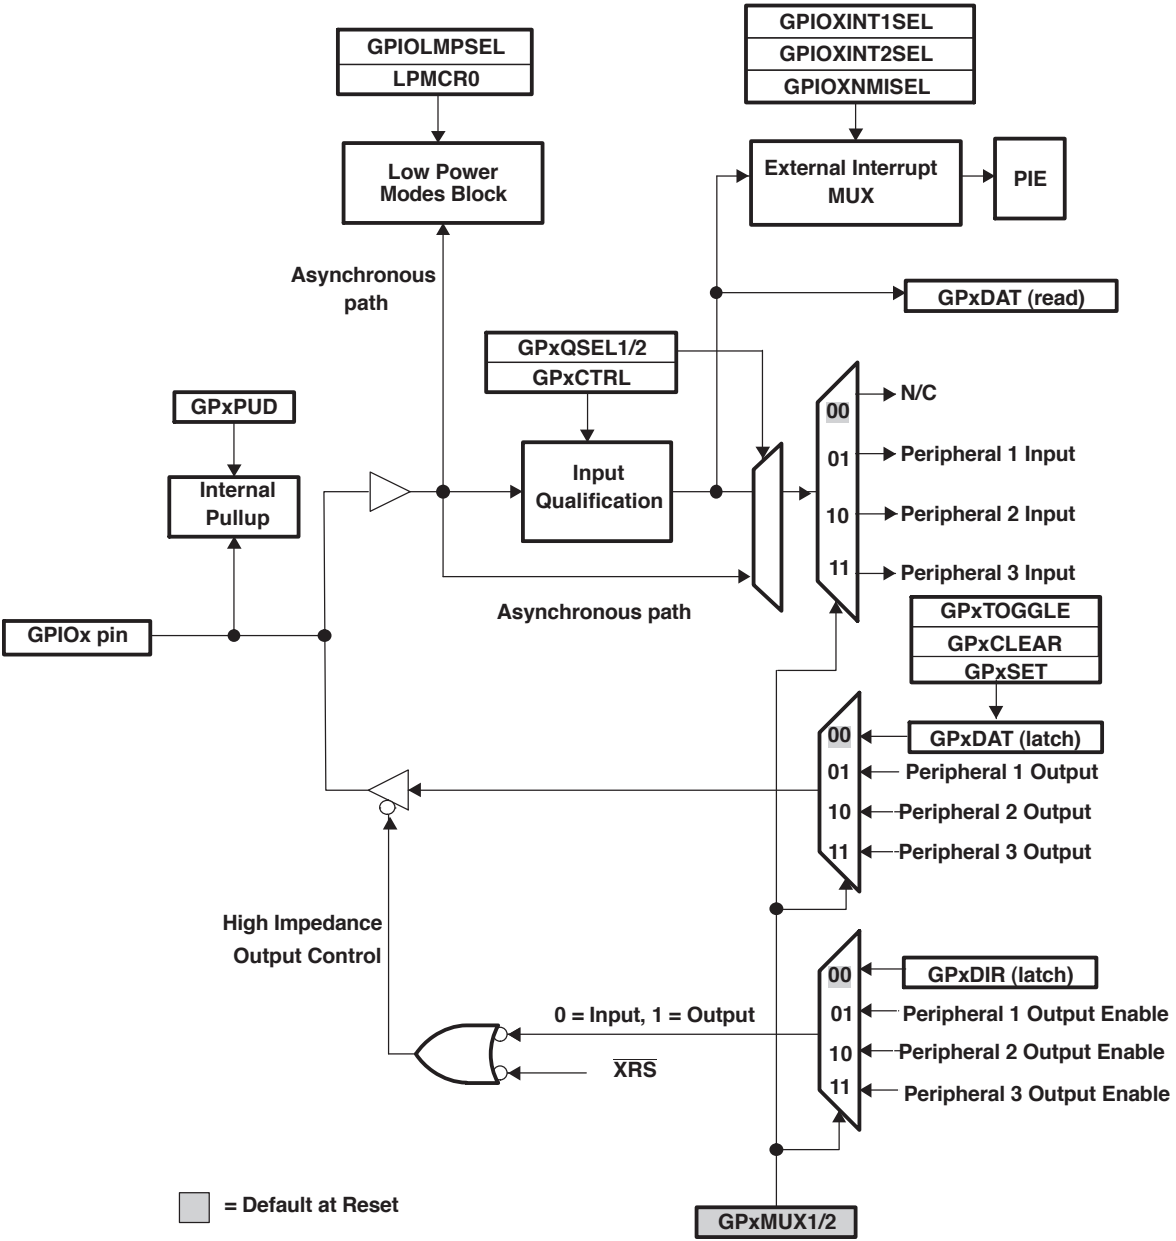 GPIOLMPSEL
LPMCR0
Low Power
Modes Block
GPIOXINT1SEL
GPIOXINT2SEL
GPIOXNMISEL
External Interrupt
MUX
PIE
Asynchronous
path
GPxDAT (read)
GPxQSEL1/2
GPxCTRL
GPxPUD
Internal
Pullup
Input
Qualification
00
01
10
11
N/C
Peripheral 1 Input
Peripheral 2 Input
Peripheral 3 Input
Asynchronous path
GPIOx pin
GPxTOGGLE
GPxCLEAR
GPxSET
00
01
10
11
GPxDAT (latch)
Peripheral 1 Output
Peripheral 2 Output
Peripheral 3 Output
High Impedance
Output Control
00
01
10
11
GPxDIR (latch)
Peripheral 1 Output Enable
Peripheral 2 Output Enable
Peripheral 3 Output Enable
0 = Input, 1 = Output
XRS
= Default at Reset
GPxMUX1/2